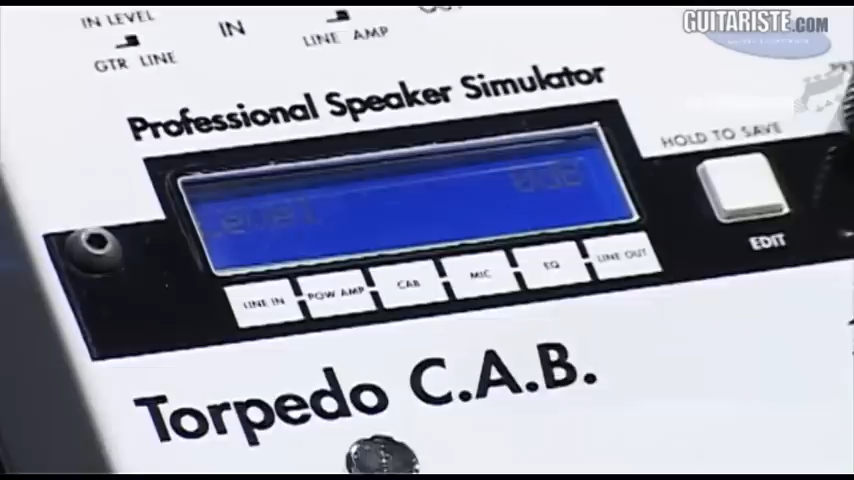 IN LEVEL
IN
GTR LINE
LINE AMP
GUITARISTE.COM
Professional Speaker Simulator
HOLD TO SAVE
EDIT
LINE IN
POW AMP
CAB
MIC
EQ
LINE OUT
Torpedo C.A.B.